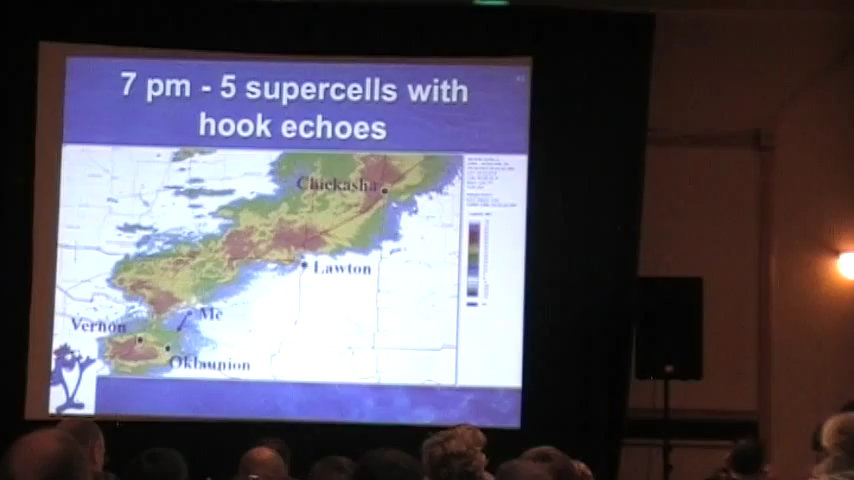 7 pm - 5 supercells with
hook echoes
Chickasha
Lawton
Me
Vernon
Oklaunion